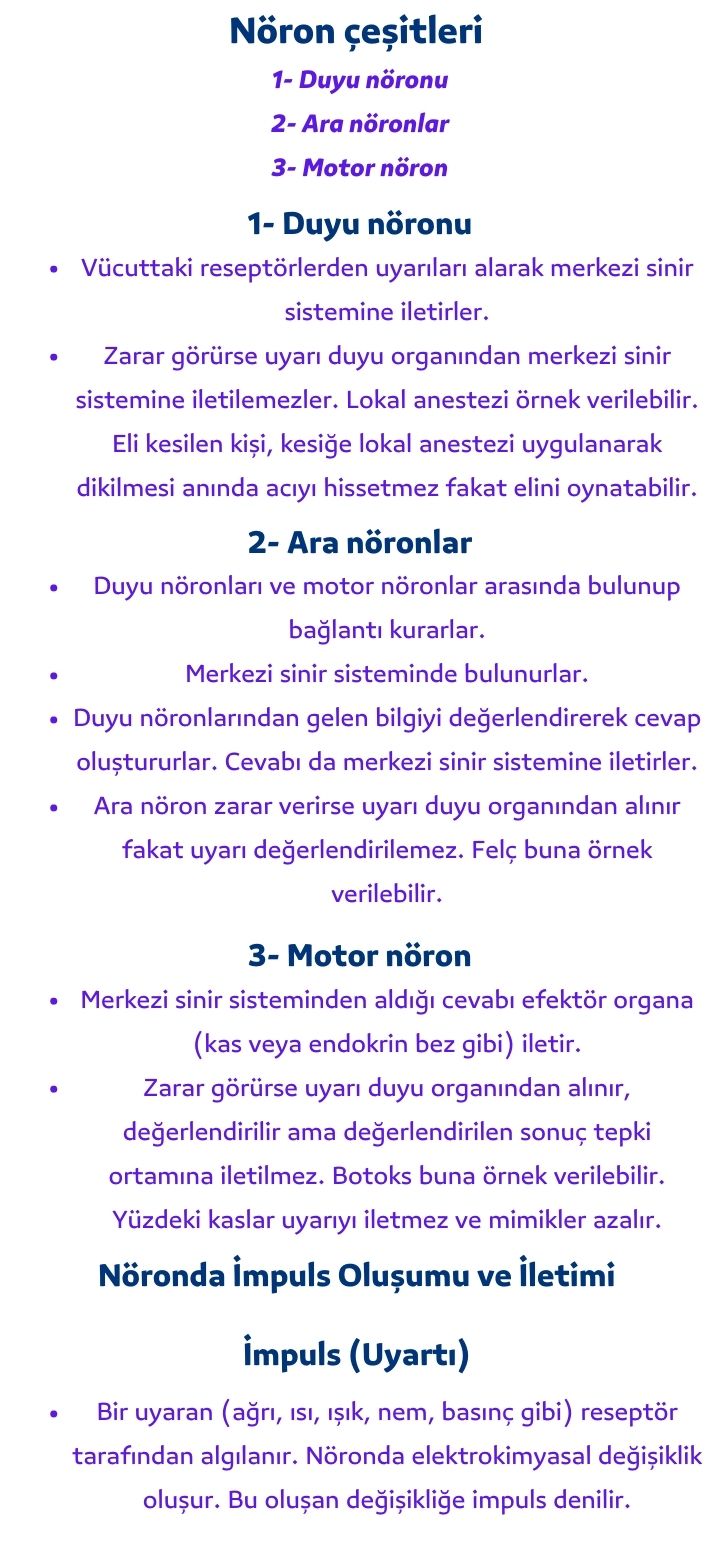 Nöron çeşitleri
1- Duyu nöronu
2- Ara nöronlar
3- Motor nöron
1- Duyu nöronu
• Vücuttaki reseptörlerden uyarıları alarak merkezi sinir
sistemine iletirler.
• Zarar görürse uyarı duyu organından merkezi sinir
sistemine iletilemezler. Lokal anestezi örnek verilebilir.
Eli kesilen kişi, kesiğe lokal anestezi uygulanarak
dikilmesi anında acıyı hissetmez fakat elini oynatabilir.
2- Ara nöronlar
• Duyu nöronları ve motor nöronlar arasında bulunup
bağlantı kurarlar.
• Merkezi sinir sisteminde bulunurlar.
• Duyu nöronlarından gelen bilgiyi değerlendirerek cevap
oluştururlar. Cevabı da merkezi sinir sistemine iletirler.
• Ara nöron zarar verirse uyarı duyu organından alınır
fakat uyarı değerlendirilemez. Felç buna örnek
verilebilir.
3- Motor nöron
• Merkezi sinir sisteminden aldığı cevabı efektör organa
(kas veya endokrin bez gibi) iletir.
• Zarar görürse uyarı duyu organından alınır,
değerlendirilir ama değerlendirilen sonuç tepki
ortamına iletilmez. Botoks buna örnek verilebilir.
Yüzdeki kaslar uyarıyı iletmez ve mimikler azalır.
Nöronda İmpuls Oluşumu ve İletimi
İmpuls (Uyartı)
• Bir uyaran (ağrı, ısı, ışık, nem, basınç gibi) reseptör
tarafından algılanır. Nöronda elektrokimyasal değişiklik
oluşur. Bu oluşan değişikliğe impuls denilir.